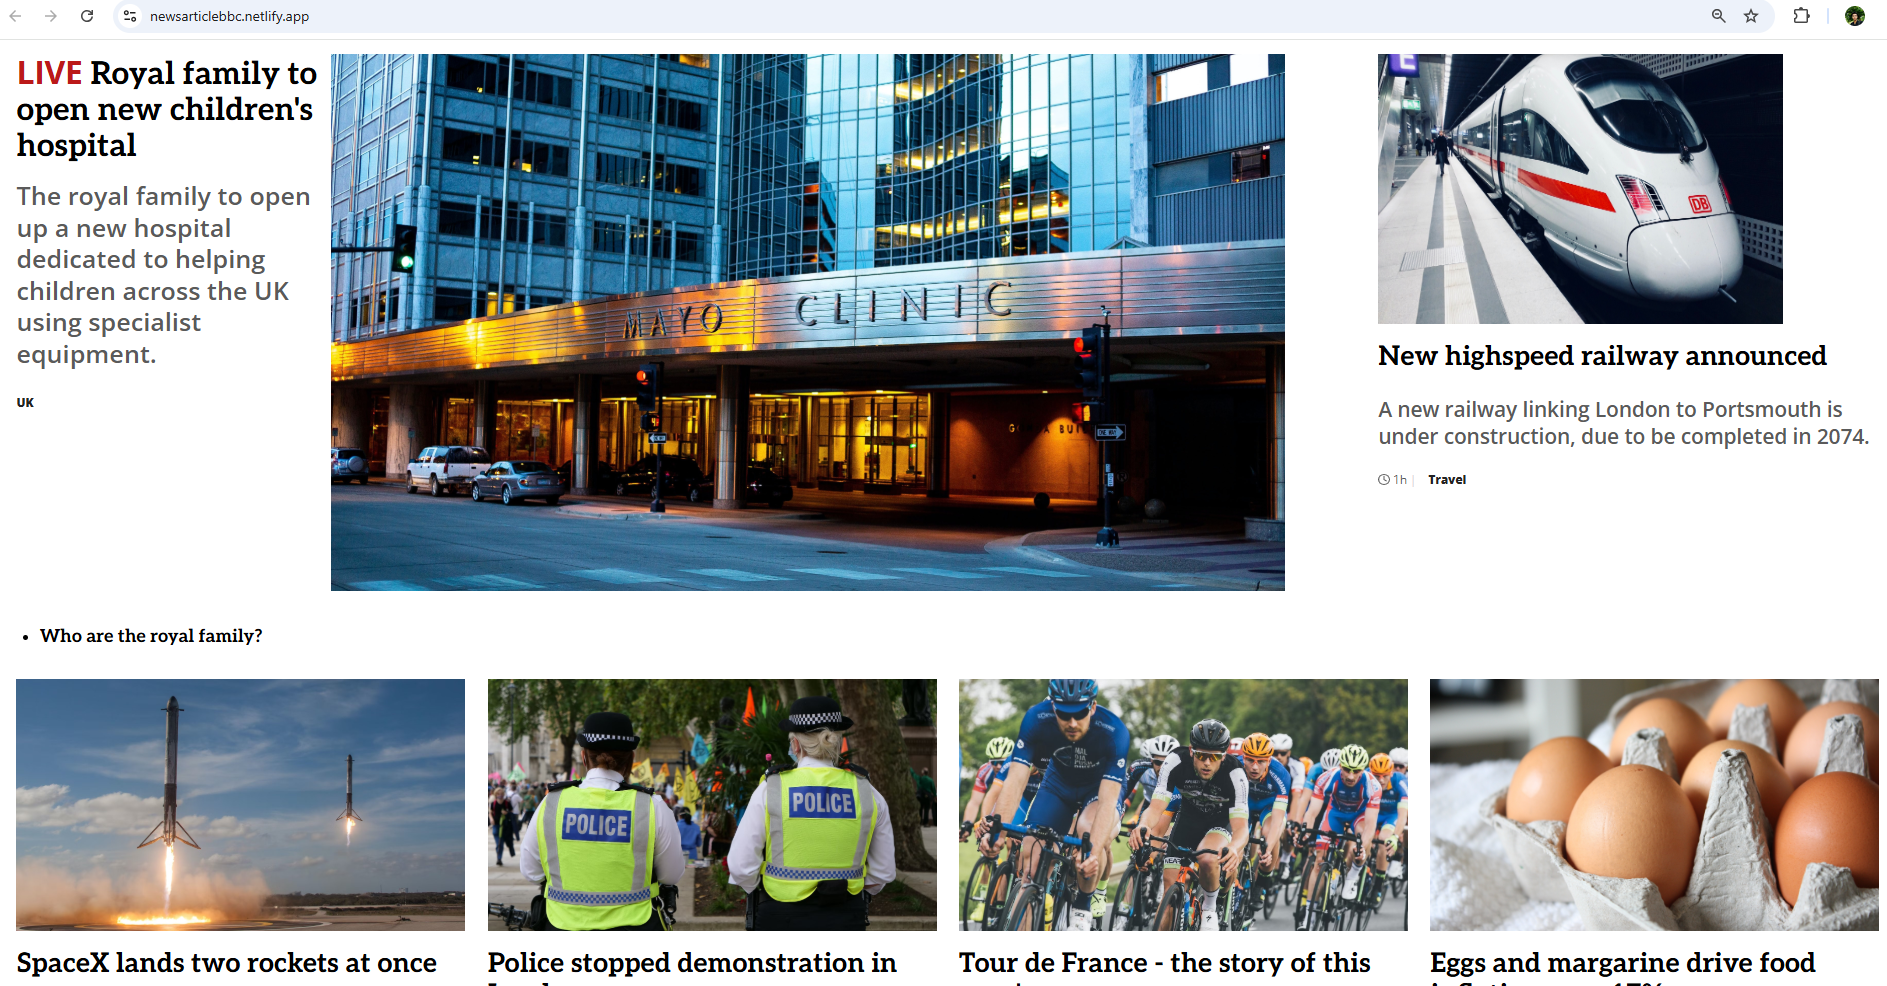 newsarticlebbc.netlify.app
LIVE Royal family to
open new children's
hospital
The royal family to open
up a new hospital
dedicated to helping
children across the UK
using specialist
equipment.
UK
MAYO CLINIC
ONE WAY
E
DB
New highspeed railway announced
A new railway linking London to Portsmouth is
under construction, due to be completed in 2074.
1h | Travel
• Who are the royal family?
POLICE
POLICE
SpaceX lands two rockets at once
Police stopped demonstration in
Tour de France - the story of this
Eggs and margarine drive food